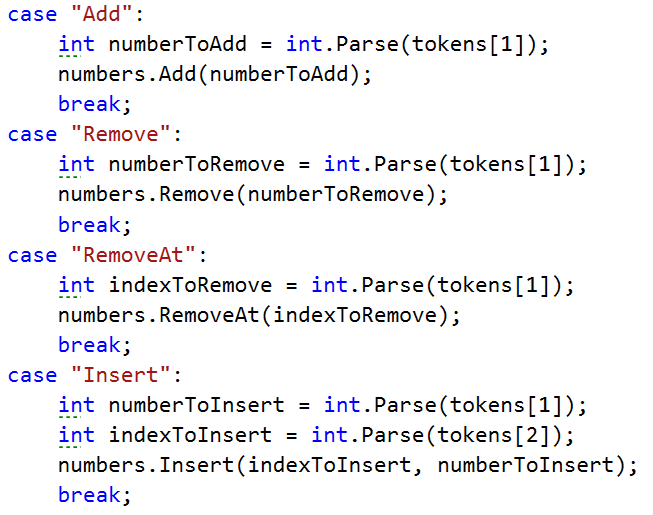 case "Add":
    int numberToAdd = int.Parse(tokens[1]);
    numbers.Add(numberToAdd);
    break;
case "Remove":
    int numberToRemove = int.Parse(tokens[1]);
    numbers.Remove(numberToRemove);
    break;
case "RemoveAt":
    int indexToRemove = int.Parse(tokens[1]);
    numbers.RemoveAt(indexToRemove);
    break;
case "Insert":
    int numberToInsert = int.Parse(tokens[1]);
    int indexToInsert = int.Parse(tokens[2]);
    numbers.Insert(indexToInsert, numberToInsert);
    break;